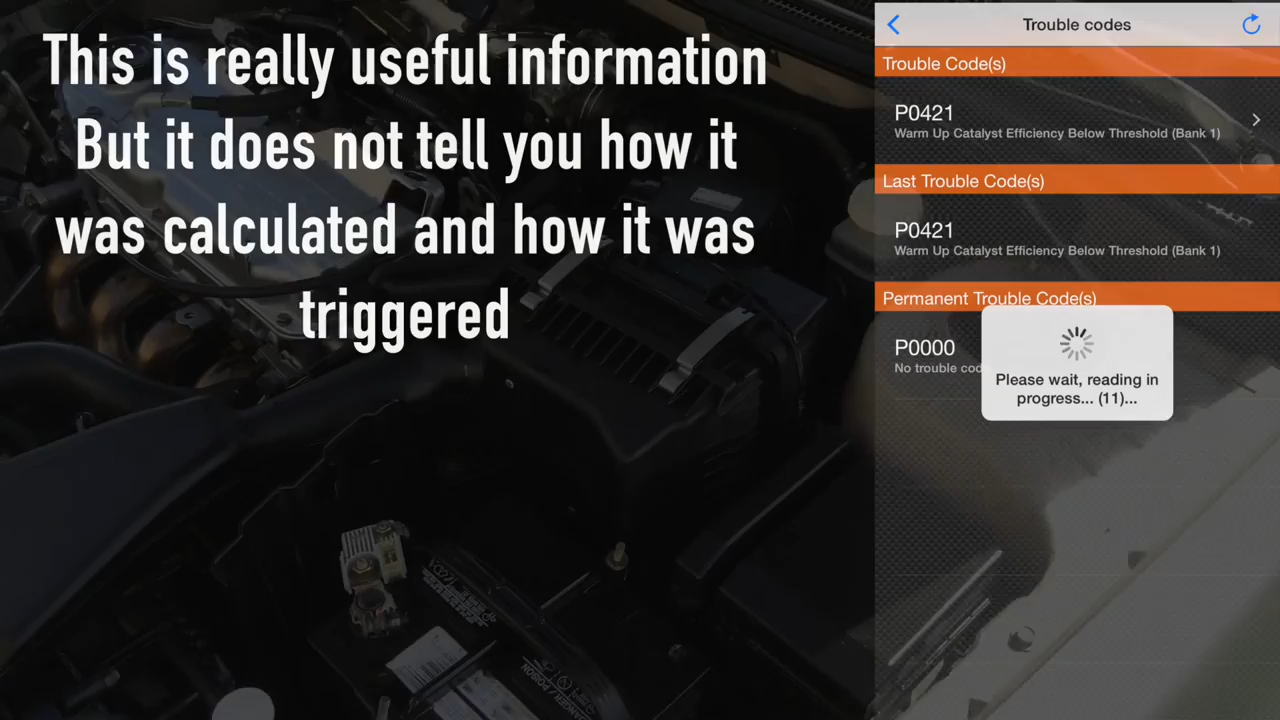 This is really useful information
But it does not tell you how it
was calculated and how it was
triggered
Trouble codes
Trouble Code(s)
P0421
Warm Up Catalyst Efficiency Below Threshold (Bank 1)
Last Trouble Code(s)
P0421
Warm Up Catalyst Efficiency Below Threshold (Bank 1)
Permanent Trouble Code(s)
P0000
No trouble
Please wait, reading in
progress... (11)...
DANGER/POISON